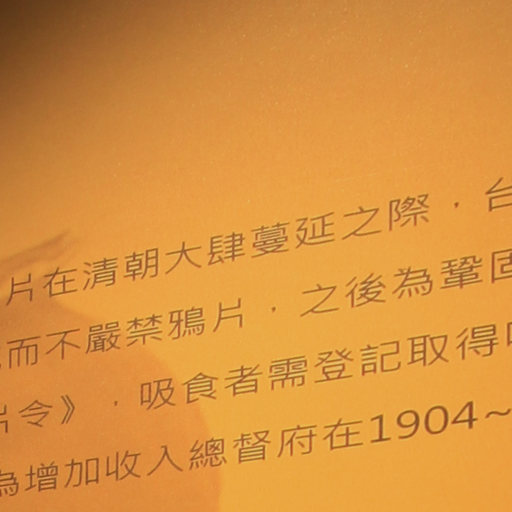 片在清朝大肆蔓延之際，台
而不嚴禁鴉片，之後為鞏固
片令》，吸食者需登記取得
為增加收入總督府在1904~